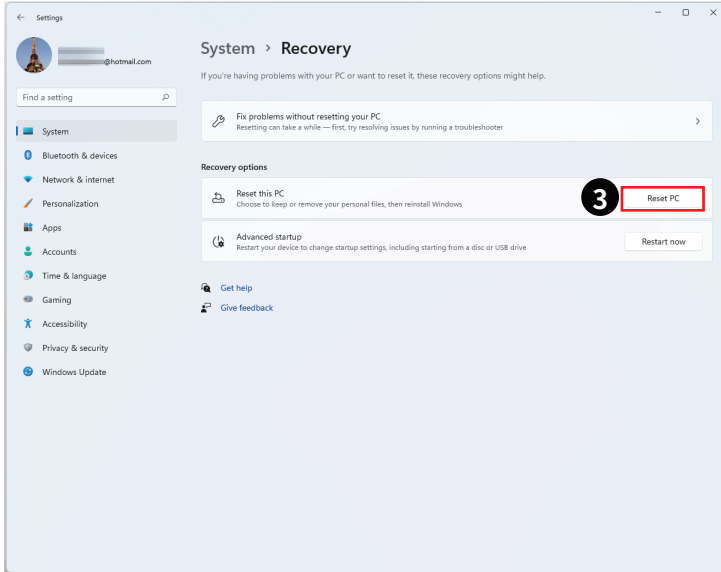 Settings
@hotmail.com
Find a setting
System
Bluetooth & devices
Network & internet
Personalization
Apps
Accounts
Time & language
Gaming
Accessibility
Privacy & security
Windows Update
System > Recovery
If you're having problems with your PC or want to reset it, these recovery options might help.
Fix problems without resetting your PC
Resetting can take a while — first, try resolving issues by running a troubleshooter
Recovery options
Reset this PC
Choose to keep or remove your personal files, then reinstall Windows
3
Reset PC
Advanced startup
Restart your device to change startup settings, including starting from a disc or USB drive
Restart now
Get help
Give feedback